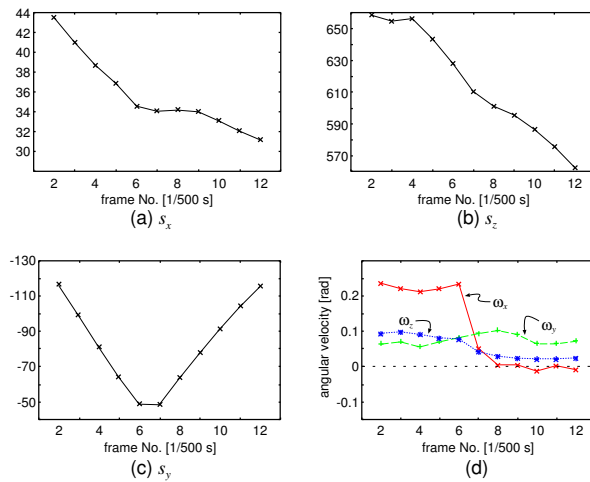 44
42
40
38
36
34
32
30
2 4 6 8 10 12
frame No. [1/500 s]
(a) s_x
650
630
610
590
570
2 4 6 8 10 12
frame No. [1/500 s]
(b) s_z
-130
-110
-90
-70
-50
2 4 6 8 10 12
frame No. [1/500 s]
(c) s_y
angular velocity [rad]
0.2
0.1
0
-0.1
ω_x
ω_z
ω_y
2 4 6 8 10 12
frame No. [1/500 s]
(d)